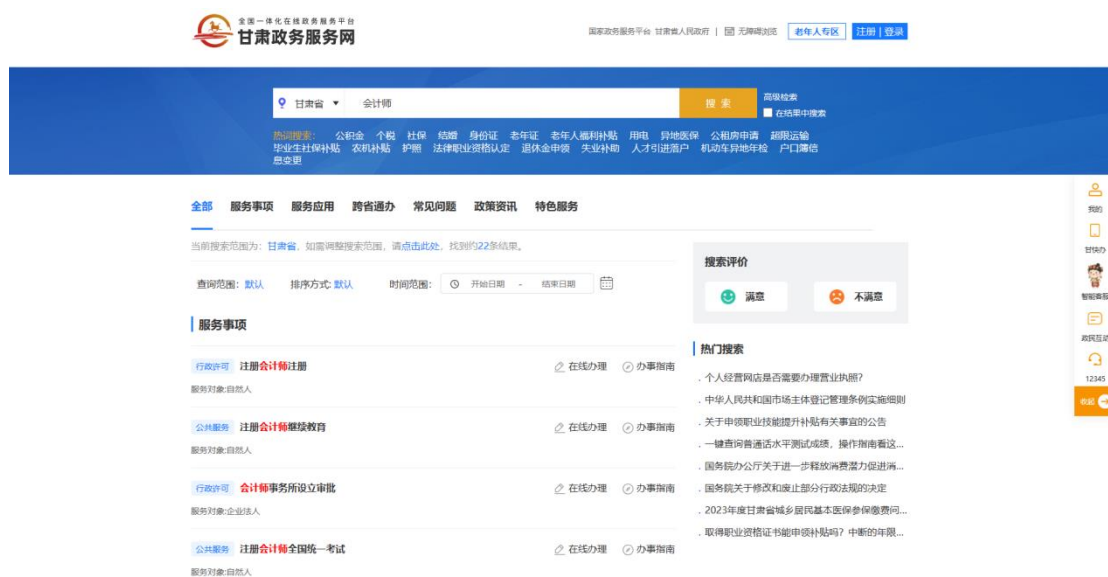 全国一体化在线政务服务平台
甘肃政务服务网
国家政务服务平台 甘肃省人民政府 | 无障碍浏览 老年人专区 注册 | 登录
甘肃省 会计师 搜 索 高级检索
在结果中搜索
热词搜索： 公积金 个税 社保 结婚 身份证 老年证 老年人福利补贴 用电 异地医保 公租房申请 超限运输
毕业生社保补贴 农机补贴 护照 法律职业资格认定 退休金申领 失业补助 人才引进落户 机动车异地年检 户口簿信
息变更
全部 服务事项 服务应用 跨省通办 常见问题 政策资讯 特色服务
当前搜索范围为：甘肃省，如需调整搜索范围，请点击此处，找到约22条结果。
查询范围：默认 排序方式:默认 时间范围： 开始日期 - 结束日期
服务事项
行政许可 注册会计师注册 在线办理 办事指南
服务对象:自然人
公共服务 注册会计师继续教育 在线办理 办事指南
服务对象:自然人
行政许可 会计师事务所设立审批 在线办理 办事指南
服务对象:企业法人
公共服务 注册会计师全国统一考试 在线办理 办事指南
服务对象:自然人
搜索评价
满意 不满意
热门搜索
. 个人经营网店是否需要办理营业执照?
. 中华人民共和国市场主体登记管理条例实施细则
. 关于申领职业技能提升补贴有关事宜的公告
. 一键查询普通话水平测试成绩，操作指南看这...
. 国务院办公厅关于进一步释放消费潜力促进消...
. 国务院关于修改和废止部分行政法规的决定
. 2023年度甘肃省城乡居民基本医保参保缴费问...
. 取得职业资格证书能申领补贴吗？中断的年限...
我的
甘快办
智能客服
政民互动
12345
收起